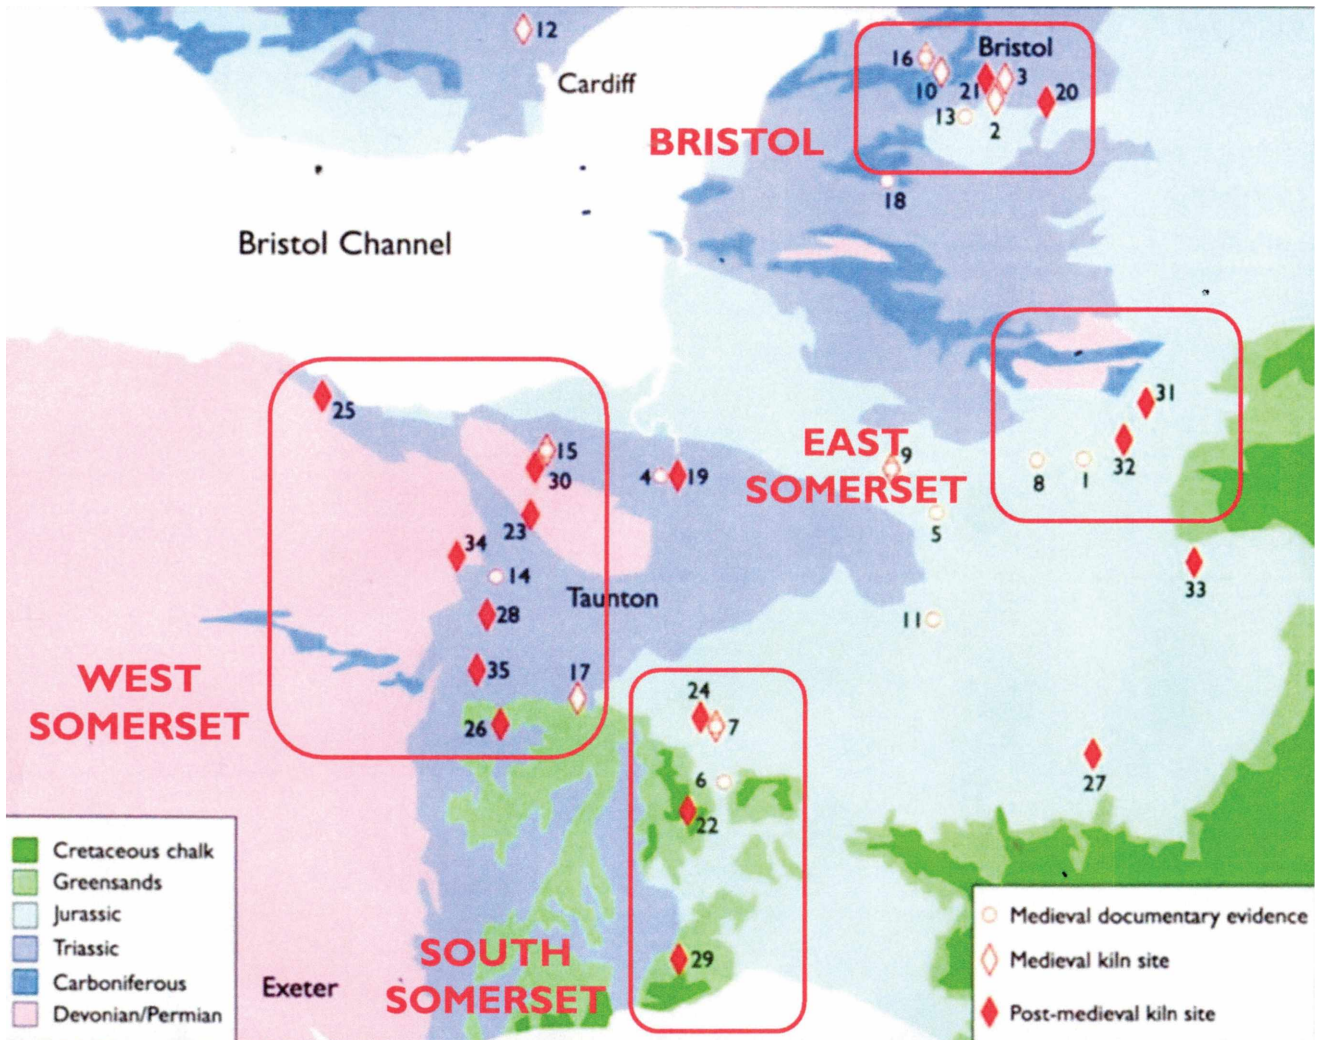 12
Cardiff
16
Bristol
10
21
3
20
13
2
BRISTOL
18
Bristol Channel
25
15
30
4
19
23
34
14
Taunton
28
35
17
26
WEST
SOMERSET
EAST
SOMERSET
9
5
11
8
1
32
31
33
27
24
7
6
22
29
SOUTH
SOMERSET
Exeter
Cretaceous chalk
Greensands
Jurassic
Triassic
Carboniferous
Devonian/Permian
Medieval documentary evidence
Medieval kiln site
Post-medieval kiln site